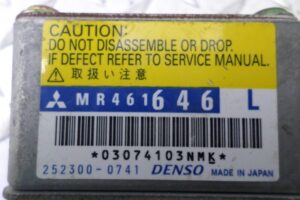 CAUTION:
DO NOT DISASSEMBLE OR DROP.
IF DEFECT REFER TO SERVICE MANUAL.
⚠ 取扱い注意
MR461646 L
*03074103NMK*
252300-0741 DENSO MADE IN JAPAN